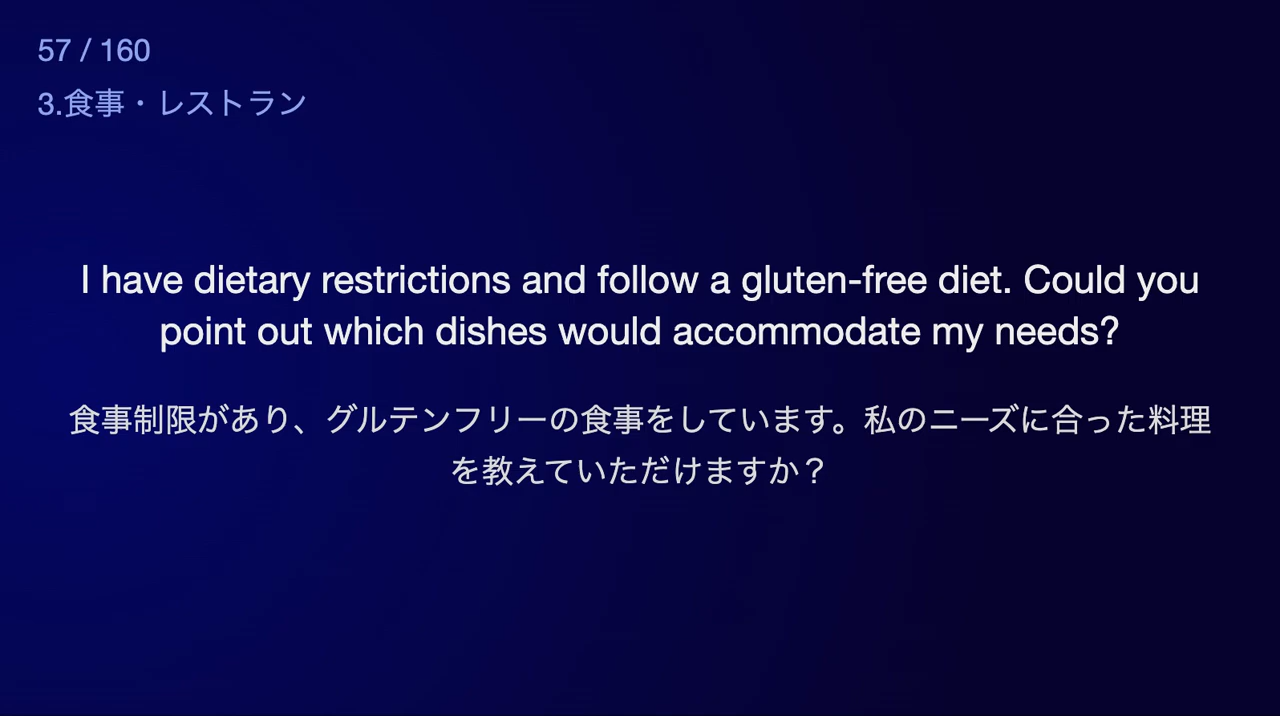 57 / 160
3.食事・レストラン
I have dietary restrictions and follow a gluten-free diet. Could you
point out which dishes would accommodate my needs?
食事制限があり、グルテンフリーの食事をしています。私のニーズに合った料理
を教えていただけますか？